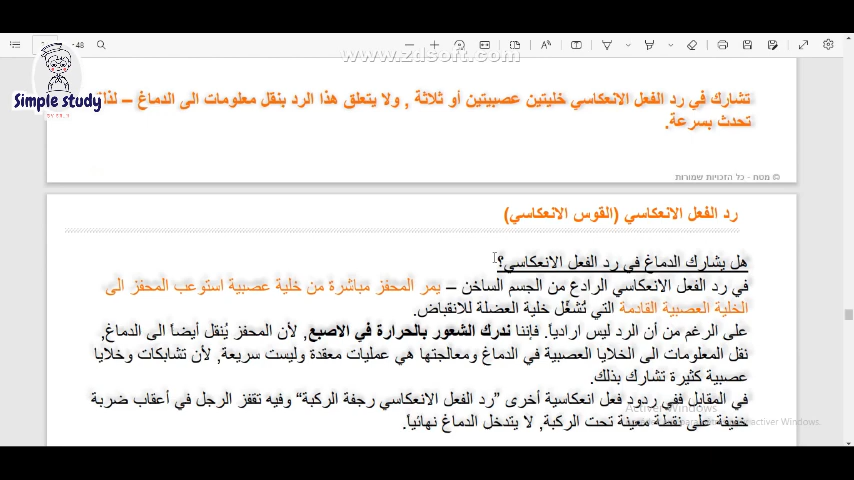 48
www.zdsoft.com
Simple study
تشارك في رد الفعل الانعكاسي خليتين عصبيتين أو ثلاثة , ولا يتعلق هذا الرد بنقل معلومات الى الدماغ – لذا
تحدث بسرعة.
© מטח - כל הזכויות שמורות
رد الفعل الانعكاسي (القوس الانعكاسي)
هل يشارك الدماغ في رد الفعل الانعكاسي؟
في رد الفعل الانعكاسي الرادع من الجسم الساخن – يمر المحفز مباشرة من خلية عصبية استوعب المحفز الى
الخلية العصبية القادمة التي تُشغّل خلية العضلة للانقباض.
على الرغم من أن الرد ليس ارادياً. فإننا ندرك الشعور بالحرارة في الاصبع, لأن المحفز يُنقل أيضاً الى الدماغ,
نقل المعلومات الى الخلايا العصبية في الدماغ ومعالجتها هي عمليات معقدة وليست سريعة, لأن تشابكات وخلايا
عصبية كثيرة تشارك بذلك.
في المقابل ففي ردود فعل انعكاسية أخرى "رد الفعل الانعكاسي رجفة الركبة" وفيه تقفز الرجل في أعقاب ضربة
خفيفة على نقطة معينة تحت الركبة, لا يتدخل الدماغ نهائياً.
Activer Windows